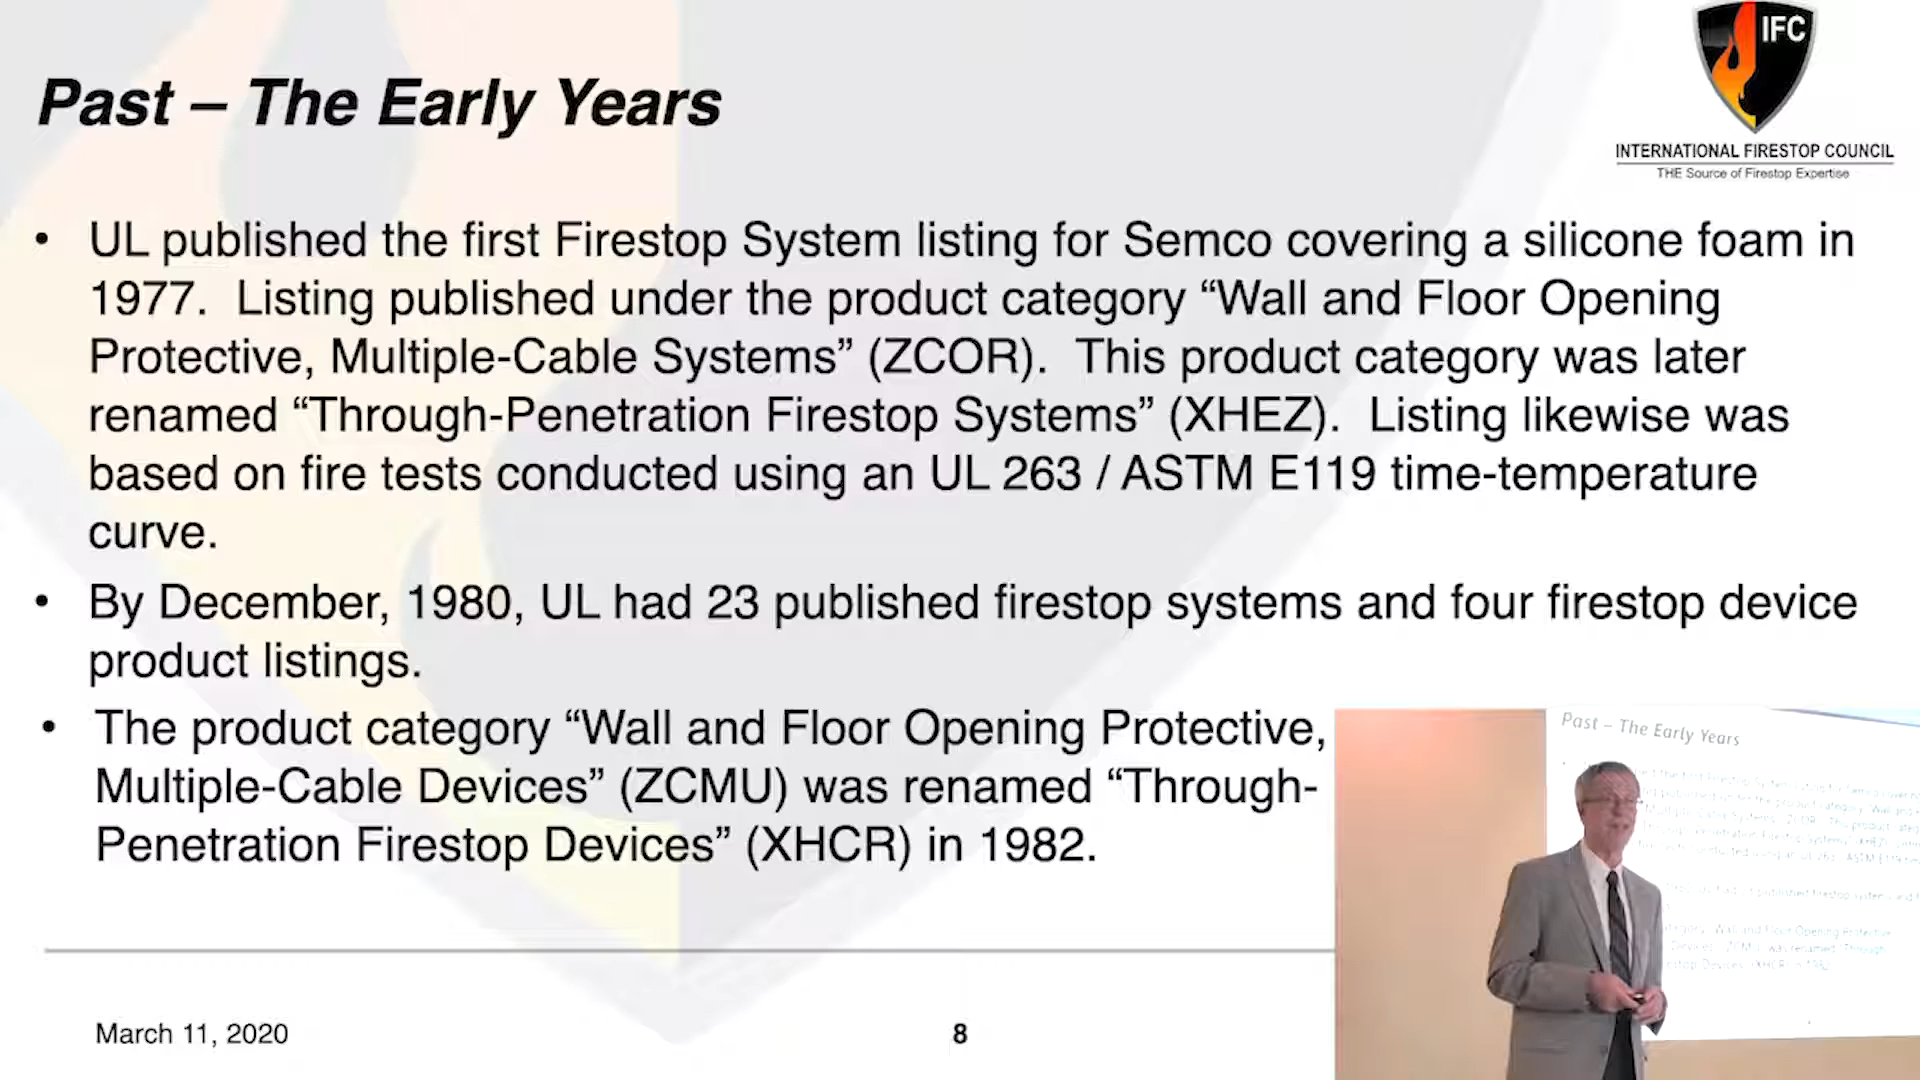 IFC
INTERNATIONAL FIRESTOP COUNCIL
THE Source of Firestop Expertise
Past – The Early Years
• UL published the first Firestop System listing for Semco covering a silicone foam in
1977. Listing published under the product category “Wall and Floor Opening
Protective, Multiple-Cable Systems” (ZCOR). This product category was later
renamed “Through-Penetration Firestop Systems” (XHEZ). Listing likewise was
based on fire tests conducted using an UL 263 / ASTM E119 time-temperature
curve.
• By December, 1980, UL had 23 published firestop systems and four firestop device
product listings.
• The product category “Wall and Floor Opening Protective,
Multiple-Cable Devices” (ZCMU) was renamed “Through-
Penetration Firestop Devices” (XHCR) in 1982.
March 11, 2020
8
Past – The Early Years